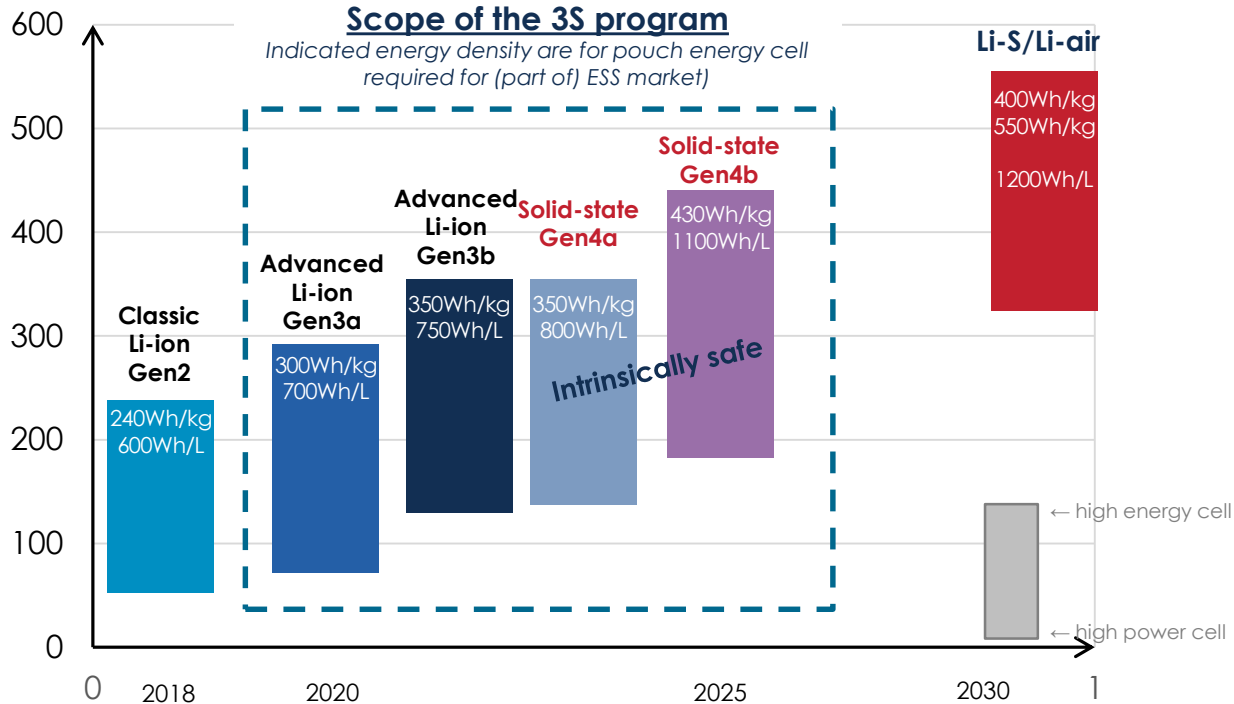 Scope of the 3S program
Indicated energy density are for pouch energy cell
required for (part of) ESS market)
600
500
400
300
200
100
0
Classic
Li-ion
Gen2
240Wh/kg
600Wh/L
Advanced
Li-ion
Gen3a
300Wh/kg
700Wh/L
Advanced
Li-ion
Gen3b
350Wh/kg
750Wh/L
Solid-state
Gen4a
350Wh/kg
800Wh/L
Intrinsically safe
Solid-state
Gen4b
430Wh/kg
1100Wh/L
Li-S/Li-air
400Wh/kg
550Wh/kg
1200Wh/L
← high energy cell
← high power cell
0
2018
2020
2025
2030
1